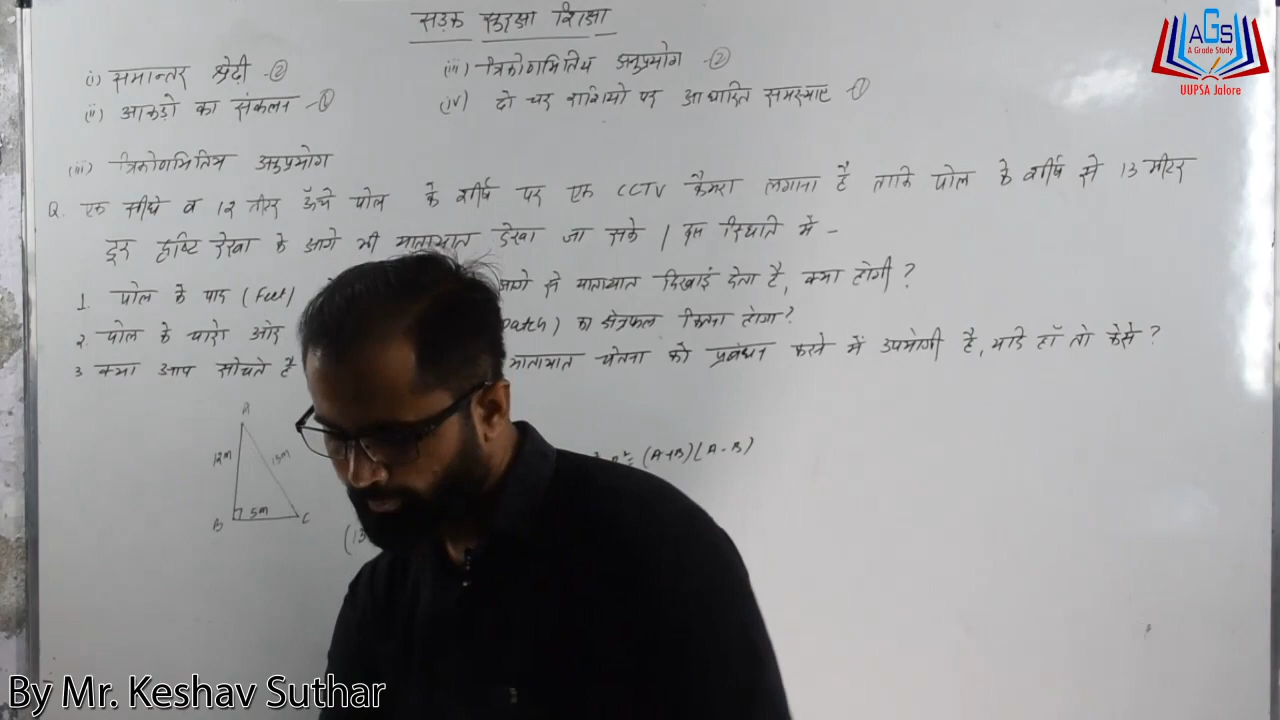 सड़क सुरक्षा शिक्षा
(i) समान्तर श्रेढी -②
(ii) आकड़ो का संकलन -①
(iii) त्रिकोणमितिय अनुप्रयोग -②
(iv) दो चर राशियो पर आधारित समस्याए -①
(iii) त्रिकोणमितिय अनुप्रयोग
Q. एक सीधे व 12 मीटर ऊँचे पोल के शीर्ष पर एक CCTV कैमरा लगाना है ताकि पोल के शीर्ष से 13 मीटर
दूर दृष्टि रेखा के आगे भी यातायात देखा जा सके | इस स्थिति में -
1. पोल के पाद (Feet) आगे से यातायात दिखाई देता है, क्या होगी ?
2. पोल के चारो ओर patch) का क्षेत्रफल कितना होगा?
3 क्या आप सोचते है यातायात चेतना को प्रबंधन करने में उपयोगी है, यदि हाँ तो कैसे ?
A
12m 13m
B 5m C
= (A+B)(A-B)
(13
AGS
A Grade Study
UUPSA Jalore
By Mr. Keshav Suthar